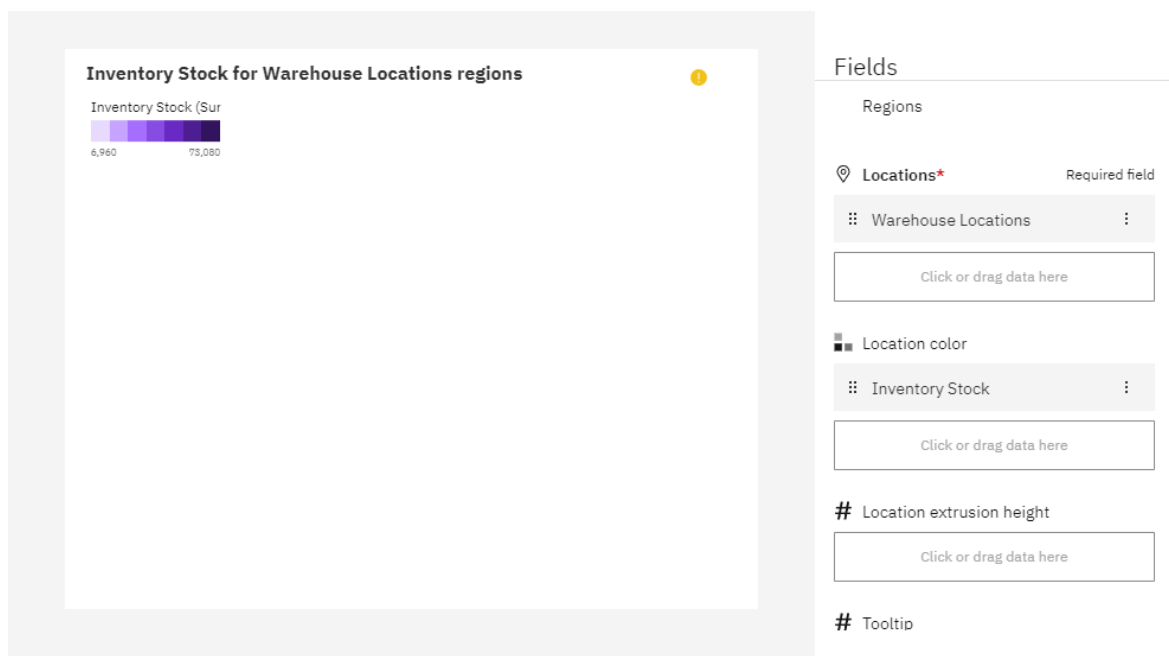 Inventory Stock for Warehouse Locations regions
Inventory Stock (Sur
6,960 73,080
Fields
Regions
Locations* Required field
Warehouse Locations
Click or drag data here
Location color
Inventory Stock
Click or drag data here
# Location extrusion height
Click or drag data here
# Tooltip